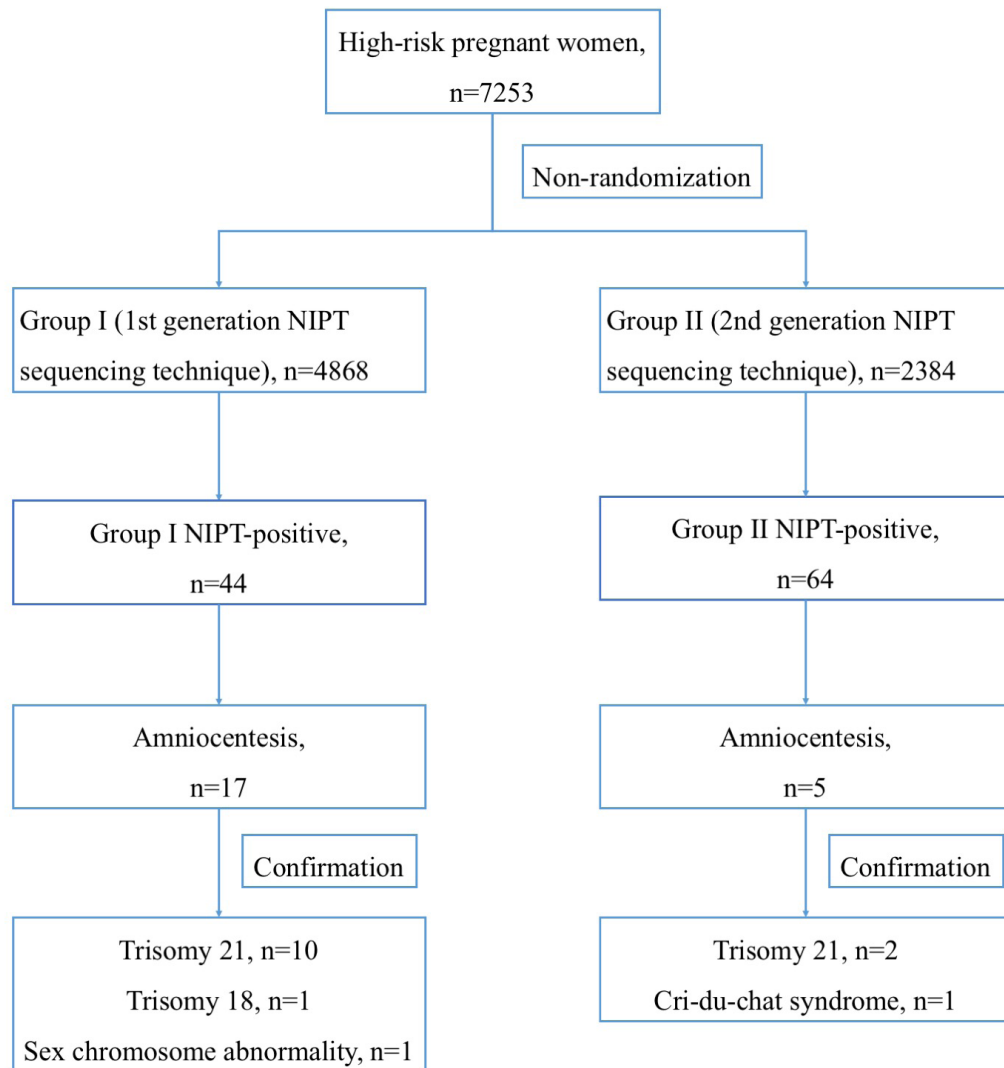 High-risk pregnant women,
n=7253
Non-randomization
Group I (1st generation NIPT
sequencing technique), n=4868
Group II (2nd generation NIPT
sequencing technique), n=2384
Group I NIPT-positive,
n=44
Group II NIPT-positive,
n=64
Amniocentesis,
n=17
Amniocentesis,
n=5
Confirmation
Confirmation
Trisomy 21, n=10
Trisomy 18, n=1
Sex chromosome abnormality, n=1
Trisomy 21, n=2
Cri-du-chat syndrome, n=1